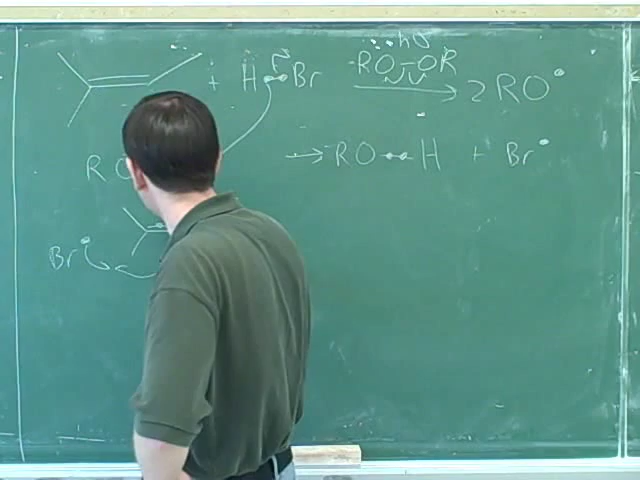 hν
+ H Br RO-OR → 2 RO•
RO → RO H + Br•
Br•